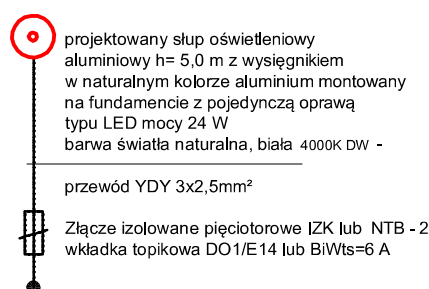 projektowany słup oświetleniowy
aluminiowy h= 5,0 m z wysięgnikiem
w naturalnym kolorze aluminium montowany
na fundamencie z pojedynczą oprawą
typu LED mocy 24 W
barwa światła naturalna, biała 4000K DW -
przewód YDY 3x2,5mm²
Złącze izolowane pięciotorowe IZK lub NTB - 2
wkładka topikowa DO1/E14 lub BiWts=6 A